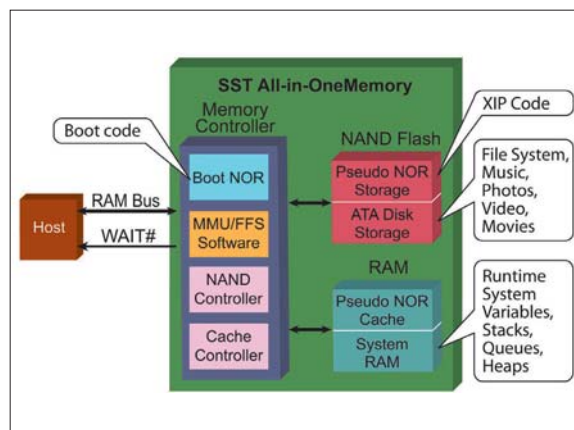 SST All-in-OneMemory
Memory
Controller
Boot code
Boot NOR
NAND Flash
XIP Code
Pseudo NOR
Storage
ATA Disk
Storage
File System,
Music,
Photos,
Video,
Movies
Host
RAM Bus
WAIT#
MMU/FFS
Software
NAND
Controller
Cache
Controller
RAM
Pseudo NOR
Cache
System
RAM
Runtime
System
Variables,
Stacks,
Queues,
Heaps